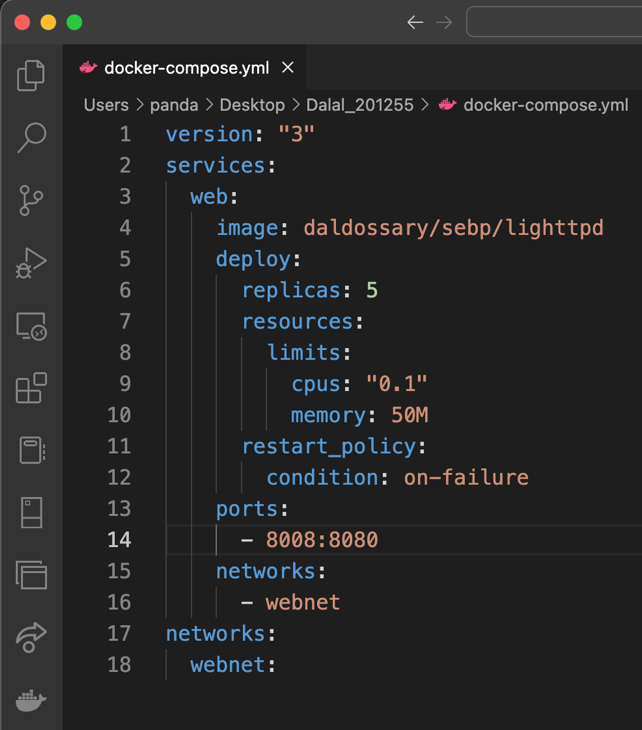 docker-compose.yml
Users > panda > Desktop > Dalal_201255 > docker-compose.yml
1 version: "3"
2 services:
3   web:
4     image: daldossary/sebp/lighttpd
5     deploy:
6       replicas: 5
7       resources:
8         limits:
9           cpus: "0.1"
10           memory: 50M
11       restart_policy:
12         condition: on-failure
13     ports:
14       - 8008:8080
15     networks:
16       - webnet
17 networks:
18   webnet: